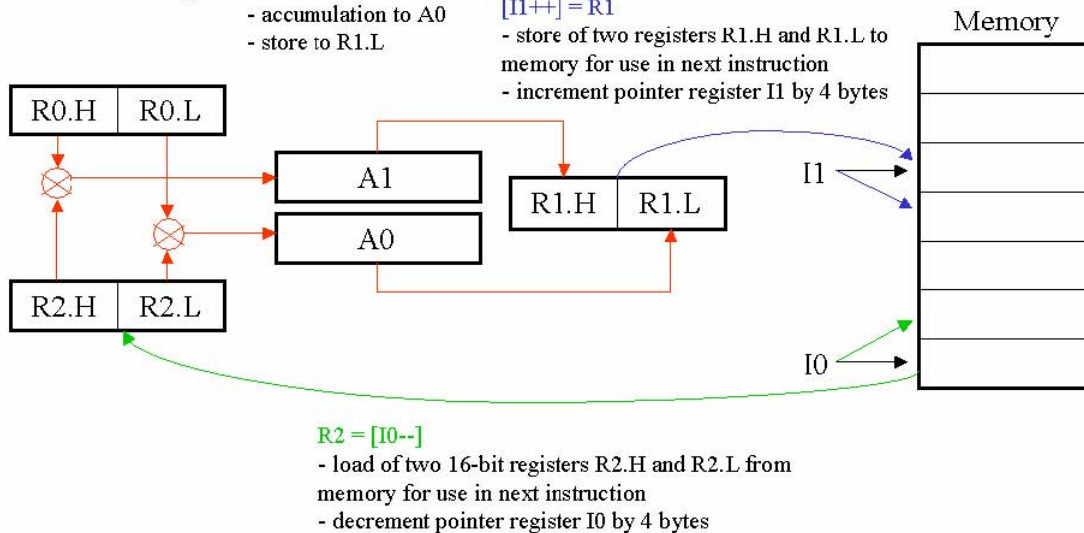 - accumulation to A0
- store to R1.L
[I1++] = R1
- store of two registers R1.H and R1.L to
memory for use in next instruction
- increment pointer register I1 by 4 bytes
Memory
R0.H R0.L
A1
I1
R1.H R1.L
A0
R2.H R2.L
I0
R2 = [I0--]
- load of two 16-bit registers R2.H and R2.L from
memory for use in next instruction
- decrement pointer register I0 by 4 bytes